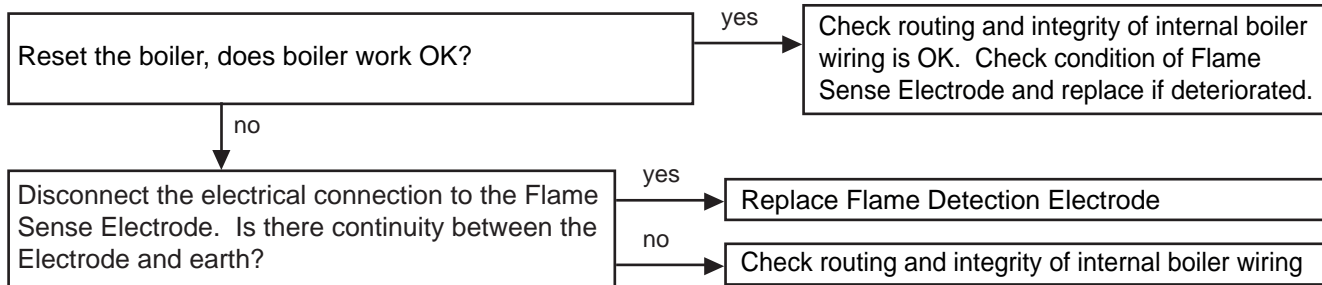 Reset the boiler, does boiler work OK?
yes
Check routing and integrity of internal boiler
wiring is OK.  Check condition of Flame
Sense Electrode and replace if deteriorated.
no
Disconnect the electrical connection to the Flame
Sense Electrode.  Is there continuity between the
Electrode and earth?
yes
Replace Flame Detection Electrode
no
Check routing and integrity of internal boiler wiring